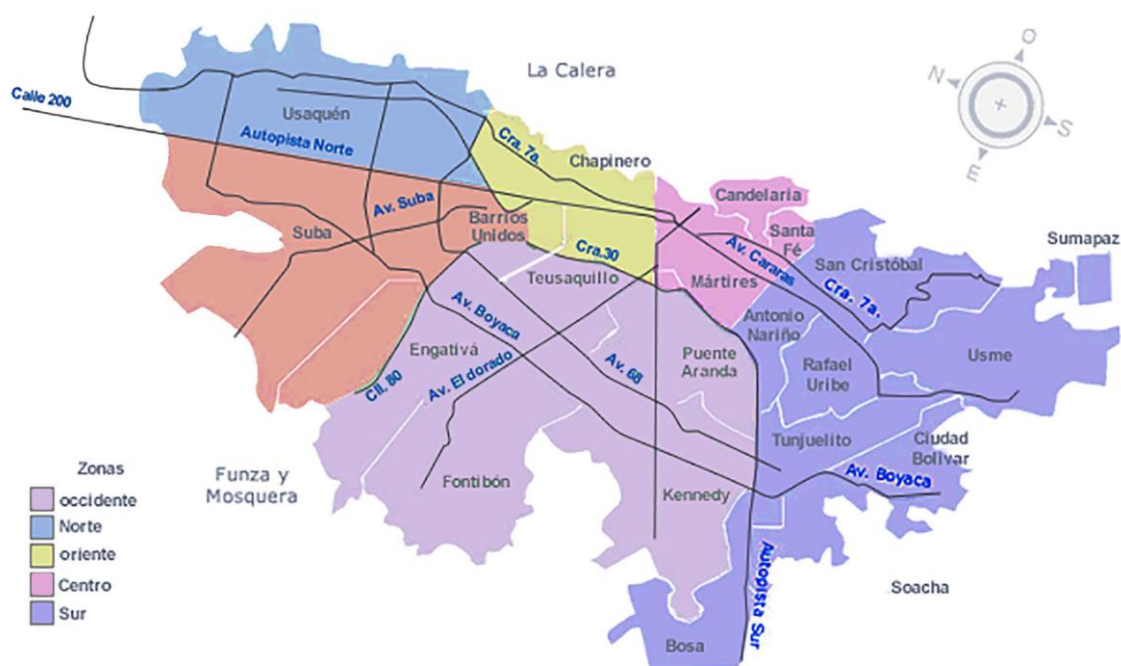 La Calera
O
N
S
E
Calle 200
Usaquén
Autopista Norte
Cra. 7a.
Chapinero
Candelaria
Av. Suba
Barrios
Unidos
Santa
Fé
Suba
Cra.30
Av. Cararas
Sumapaz
San Cristóbal
Teusaquillo
Mártires
Cra. 7a.
Av. Boyaca
Antonio
Nariño
Engativá
Puente
Aranda
Rafael
Uribe
Usme
Cll. 80
Av. El dorado
Av. 68
Tunjuelito
Ciudad
Bolivar
Zonas
Funza y
Mosquera
Fontibón
Kennedy
Av. Boyaca
occidente
Norte
oriente
Centro
Sur
Autopista Sur
Soacha
Bosa